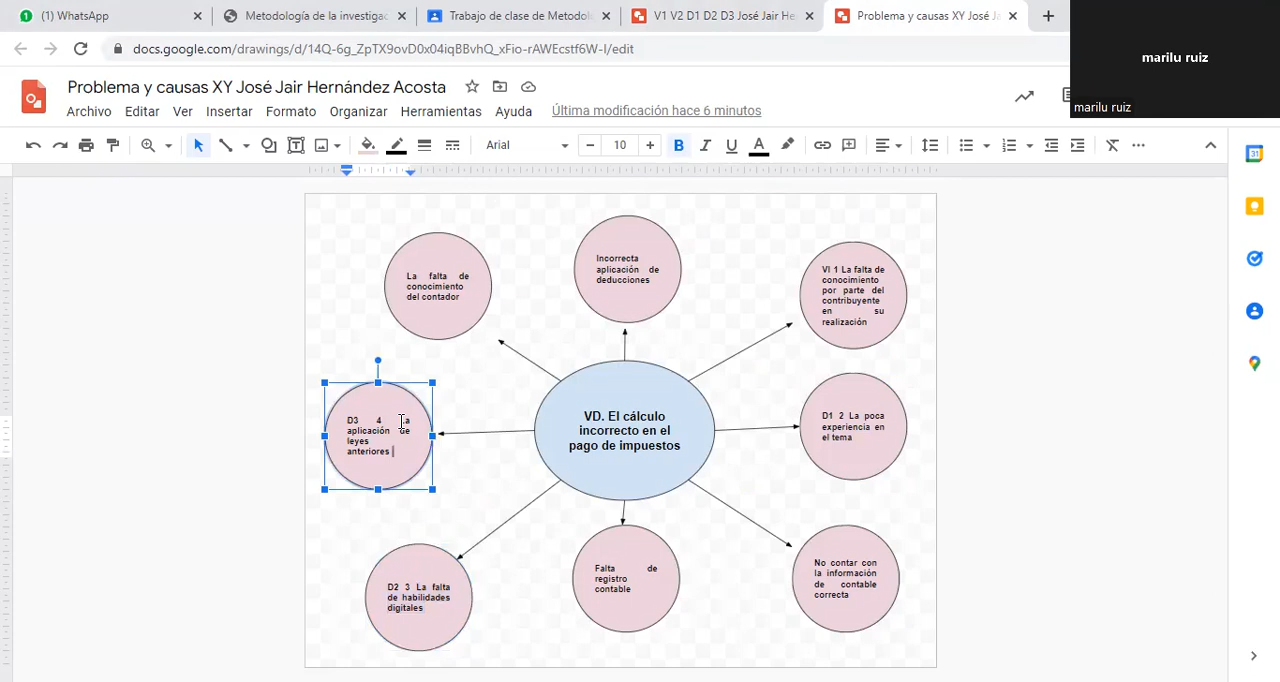 (1) WhatsApp
Metodología de la investigac
Trabajo de clase de Metodol
V1 V2 D1 D2 D3 José Jair He
Problema y causas XY José Ja
docs.google.com/drawings/d/14Q-6g_ZpTX9ovD0x04iqBBvhQ_xFio-rAWEcstf6W-I/edit
marilu ruiz
marilu ruiz
Problema y causas XY José Jair Hernández Acosta
Archivo Editar Ver Insertar Formato Organizar Herramientas Ayuda Última modificación hace 6 minutos
Arial 10 B I U A
31
La falta de
conocimiento
del contador
Incorrecta
aplicación de
deducciones
VI 1 La falta de
conocimiento
por parte del
contribuyente
en su
realización
D3 4 La
aplicación de
leyes
anteriores
VD. El cálculo
incorrecto en el
pago de impuestos
D1 2 La poca
experiencia en
el tema
D2 3 La falta
de habilidades
digitales
Falta de
registro
contable
No contar con
la información
de contable
correcta